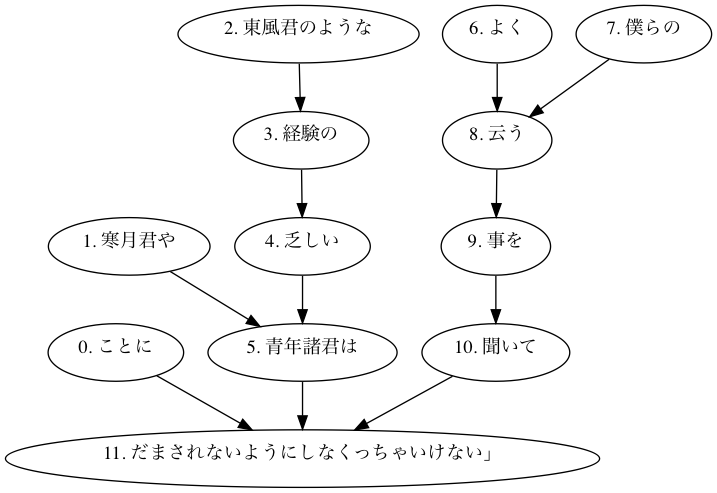 2. 東風君のような
6. よく
7. 僕らの
3. 経験の
8. 云う
1. 寒月君や
4. 乏しい
9. 事を
0. ことに
5. 青年諸君は
10. 聞いて
11. だまされないようにしなくっちゃいけない」